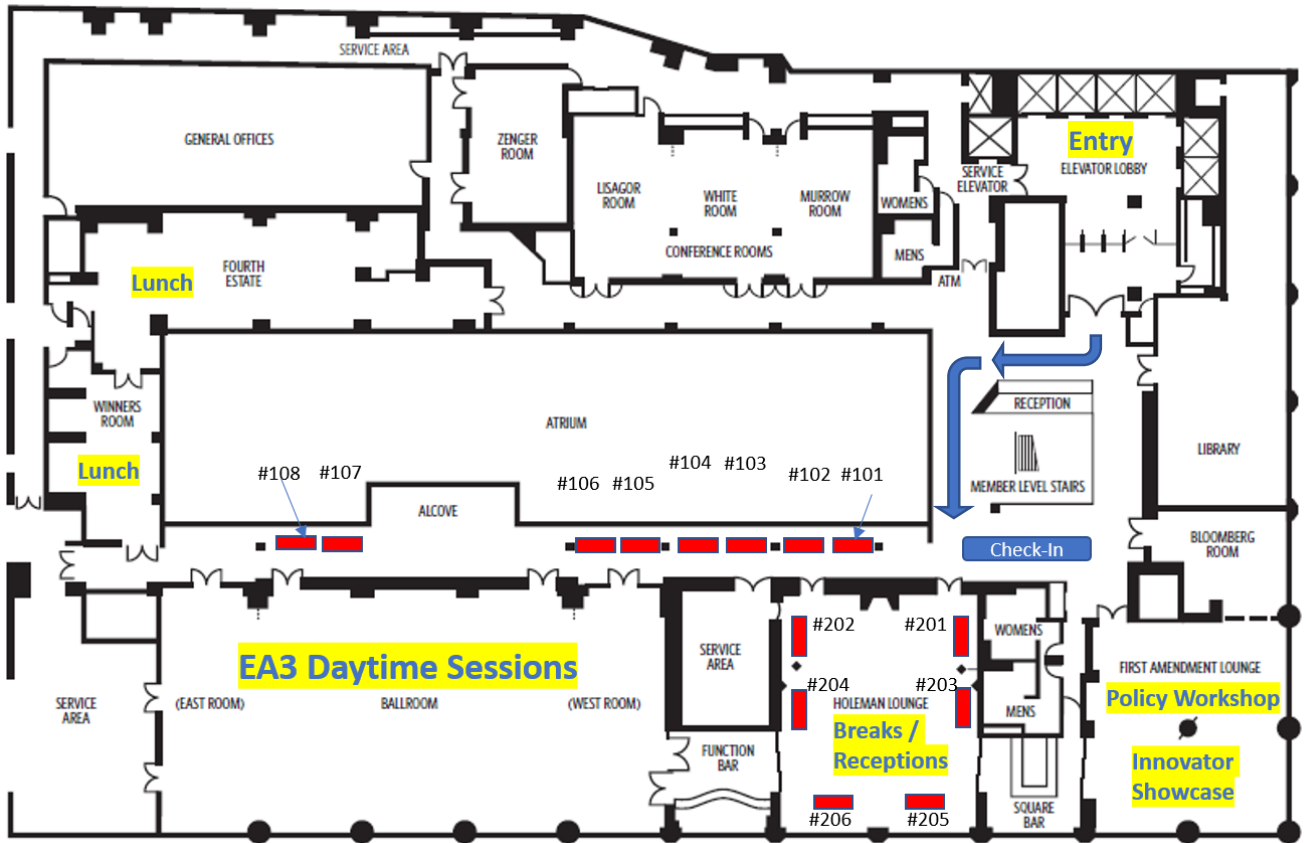 SERVICE AREA
GENERAL OFFICES
ZENGER
ROOM
Entry
ELEVATOR LOBBY
SERVICE
ELEVATOR
LISAGOR
ROOM
WHITE
ROOM
MURROW
ROOM
WOMENS
MENS
CONFERENCE ROOMS
ATM
Lunch
FOURTH
ESTATE
WINNERS
ROOM
Lunch
ATRIUM
RECEPTION
MEMBER LEVEL STAIRS
LIBRARY
#108
#107
#106
#105
#104
#103
#102
#101
ALCOVE
Check-In
BLOOMBERG
ROOM
EA3 Daytime Sessions
SERVICE
AREA
(EAST ROOM)
BALLROOM
(WEST ROOM)
SERVICE
AREA
FUNCTION
BAR
#202
#201
#204
#203
HOLEMAN LOUNGE
Breaks /
Receptions
#206
#205
WOMENS
MENS
SQUARE
BAR
FIRST AMENDMENT LOUNGE
Policy Workshop
Innovator
Showcase